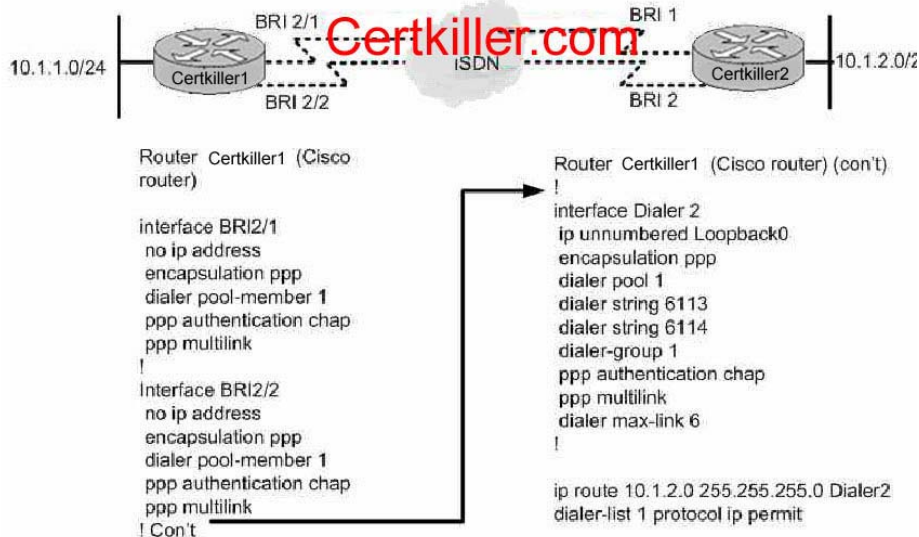 BRI 2/1
Certkiller.com
BRI 1
10.1.1.0/24
Certkiller1
ISDN
Certkiller2
10.1.2.0/2
BRI 2/2
BRI 2
Router Certkiller1 (Cisco
router)
interface BRI2/1
no ip address
encapsulation ppp
dialer pool-member 1
ppp authentication chap
ppp multilink
!
Interface BRI2/2
no ip address
encapsulation ppp
dialer pool-member 1
ppp authentication chap
ppp multilink
! Con't
Router Certkiller1 (Cisco router) (con't)
!
interface Dialer 2
ip unnumbered Loopback0
encapsulation ppp
dialer pool 1
dialer string 6113
dialer string 6114
dialer-group 1
ppp authentication chap
ppp multilink
dialer max-link 6
!
ip route 10.1.2.0 255.255.255.0 Dialer2
dialer-list 1 protocol ip permit